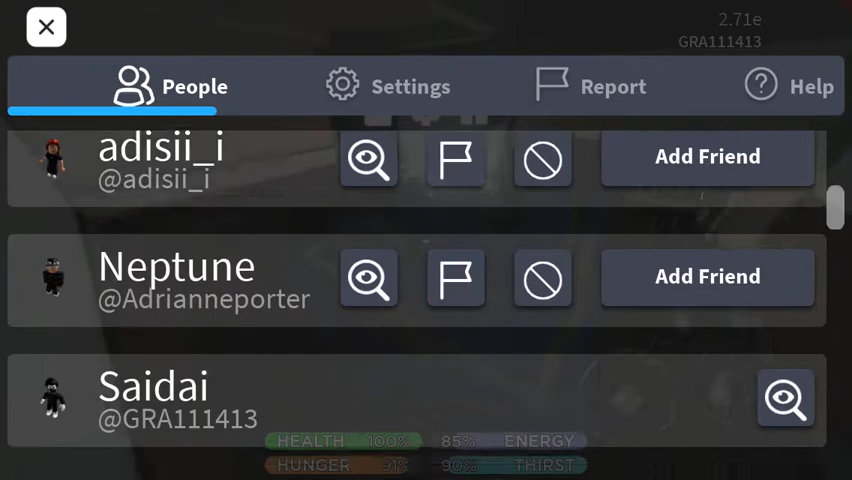 2.71e
GRA111413
People Settings Report Help
adisii_i
@adisii_i
Add Friend
Neptune
@Adrianneporter
Add Friend
Saidai
@GRA111413
HEALTH 100% 85% ENERGY
HUNGER 91% 90% THIRST